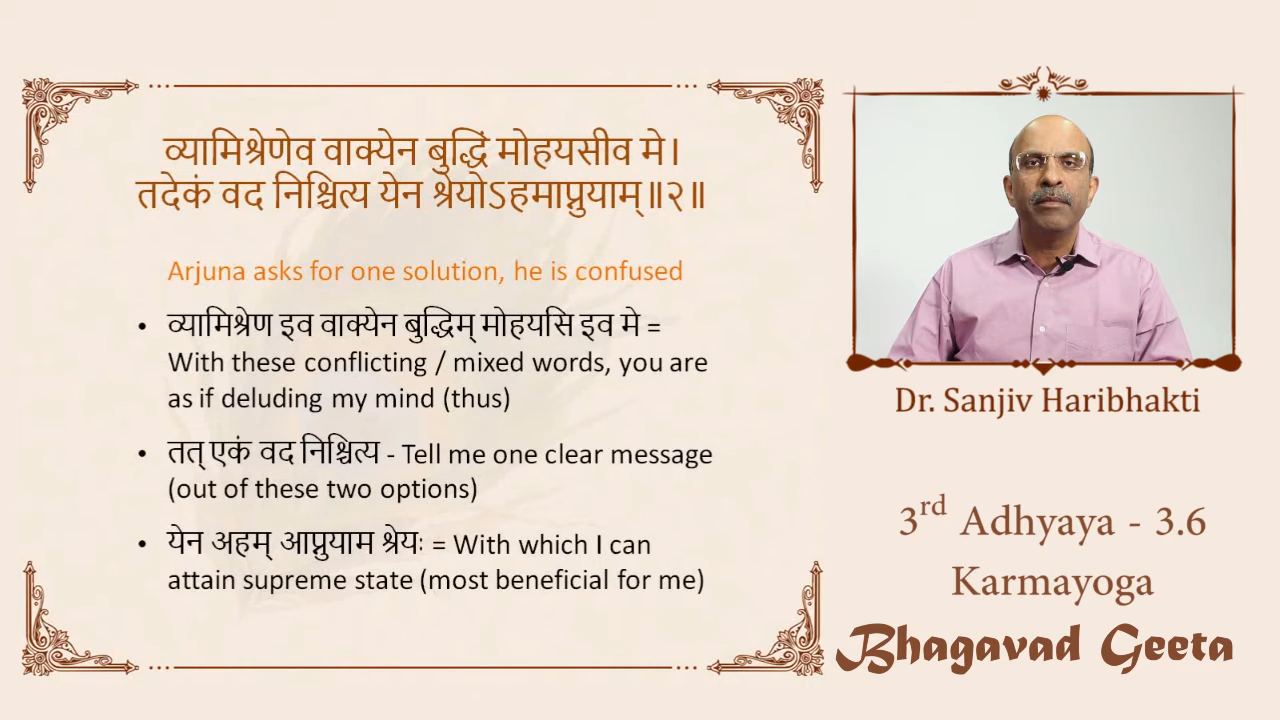 व्यामिश्रेणेव वाक्येन बुद्धिं मोहयसीव मे।
तदेकं वद निश्चित्य येन श्रेयोऽहमाप्नुयाम्॥२॥
Arjuna asks for one solution, he is confused
• व्यामिश्रेण इव वाक्येन बुद्धिम् मोहयसि इव मे =
With these conflicting / mixed words, you are
as if deluding my mind (thus)
• तत् एकं वद निश्चित्य - Tell me one clear message
(out of these two options)
• येन अहम् आप्नुयाम श्रेयः = With which I can
attain supreme state (most beneficial for me)
Dr. Sanjiv Haribhakti
3rd Adhyaya - 3.6
Karmayoga
Bhagavad Geeta